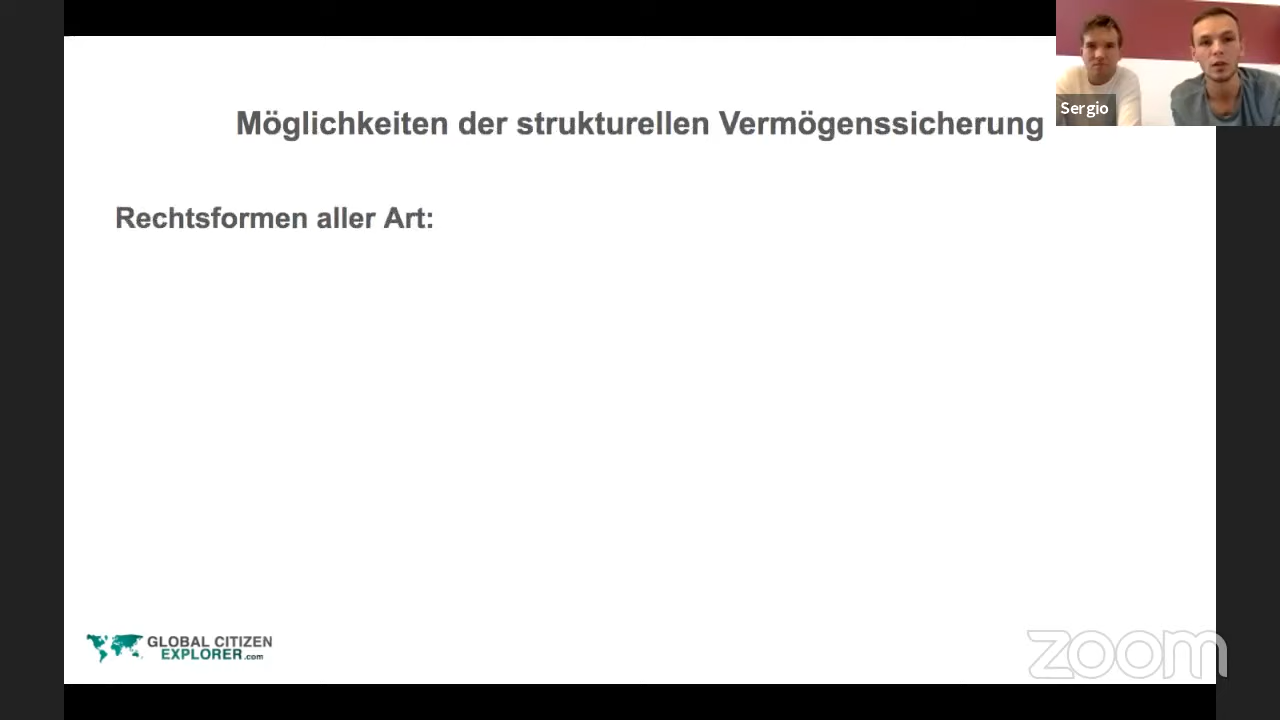 Möglichkeiten der strukturellen Vermögenssicherung
Sergio
Rechtsformen aller Art:
GLOBAL CITIZEN
EXPLORER.com
zoom